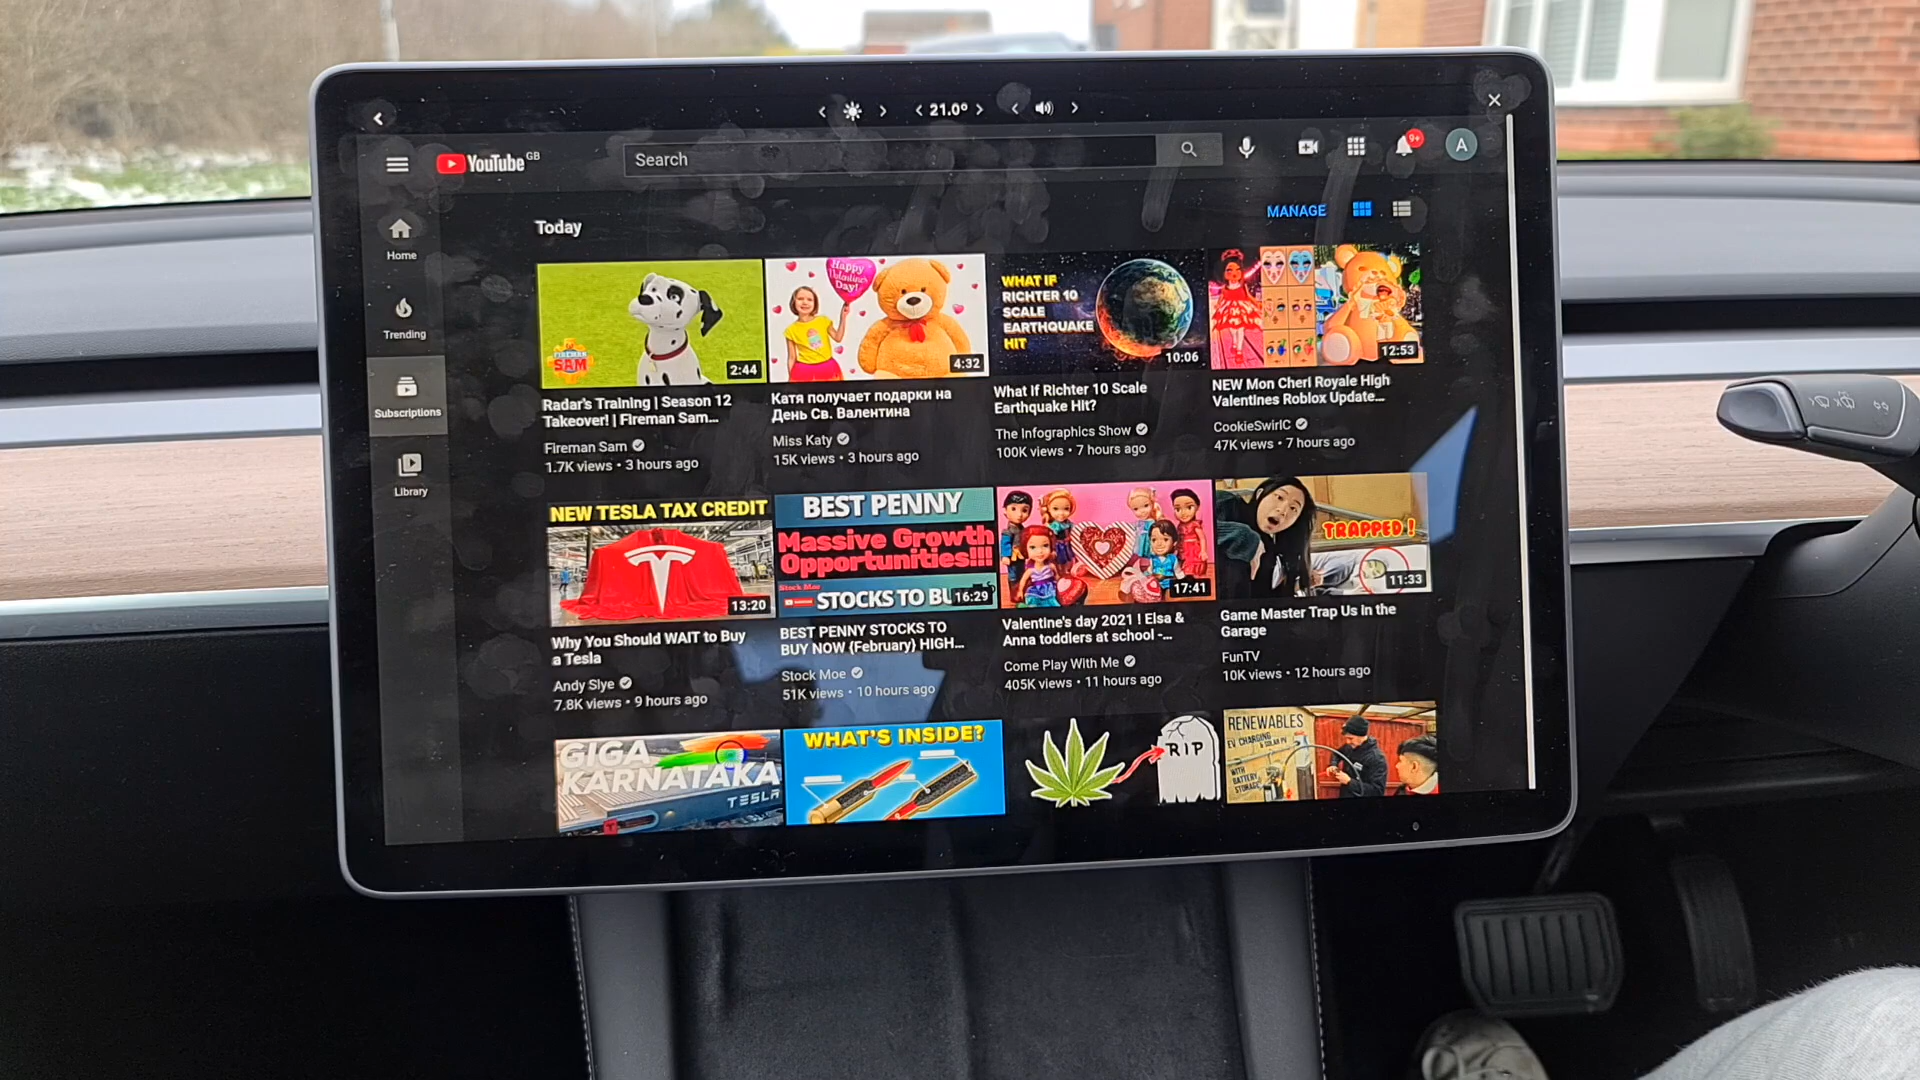 21.0°
YouTube GB
Search
9+
A
Home
Trending
Subscriptions
Library
Today
MANAGE
FIREMAN
SAM
2:44
Radar's Training | Season 12
Takeover! | Fireman Sam...
Fireman Sam
1.7K views • 3 hours ago
Happy
Valentine's
Day!
4:32
Катя получает подарки на
День Св. Валентина
Miss Katy
15K views • 3 hours ago
WHAT IF
RICHTER 10
SCALE
EARTHQUAKE
HIT
10:06
What If Richter 10 Scale
Earthquake Hit?
The Infographics Show
100K views • 7 hours ago
12:53
NEW Mon Cheri Royale High
Valentines Roblox Update...
CookieSwirlC
47K views • 7 hours ago
NEW TESLA TAX CREDIT
13:20
Why You Should WAIT to Buy
a Tesla
Andy Slye
7.8K views • 9 hours ago
BEST PENNY
Massive Growth
Opportunities!!!
Stock Moe
STOCKS TO BU
16:29
BEST PENNY STOCKS TO
BUY NOW {February} HIGH...
Stock Moe
51K views • 10 hours ago
17:41
Valentine's day 2021 ! Elsa &
Anna toddlers at school -...
Come Play With Me
405K views • 11 hours ago
TRAPPED !
11:33
Game Master Trap Us in the
Garage
FunTV
10K views • 12 hours ago
GIGA
KARNATAKA
TESLA
WHAT'S INSIDE?
RIP
RENEWABLES
EV CHARGING
& SOLAR PV
WITH
BATTERY
STORAGE